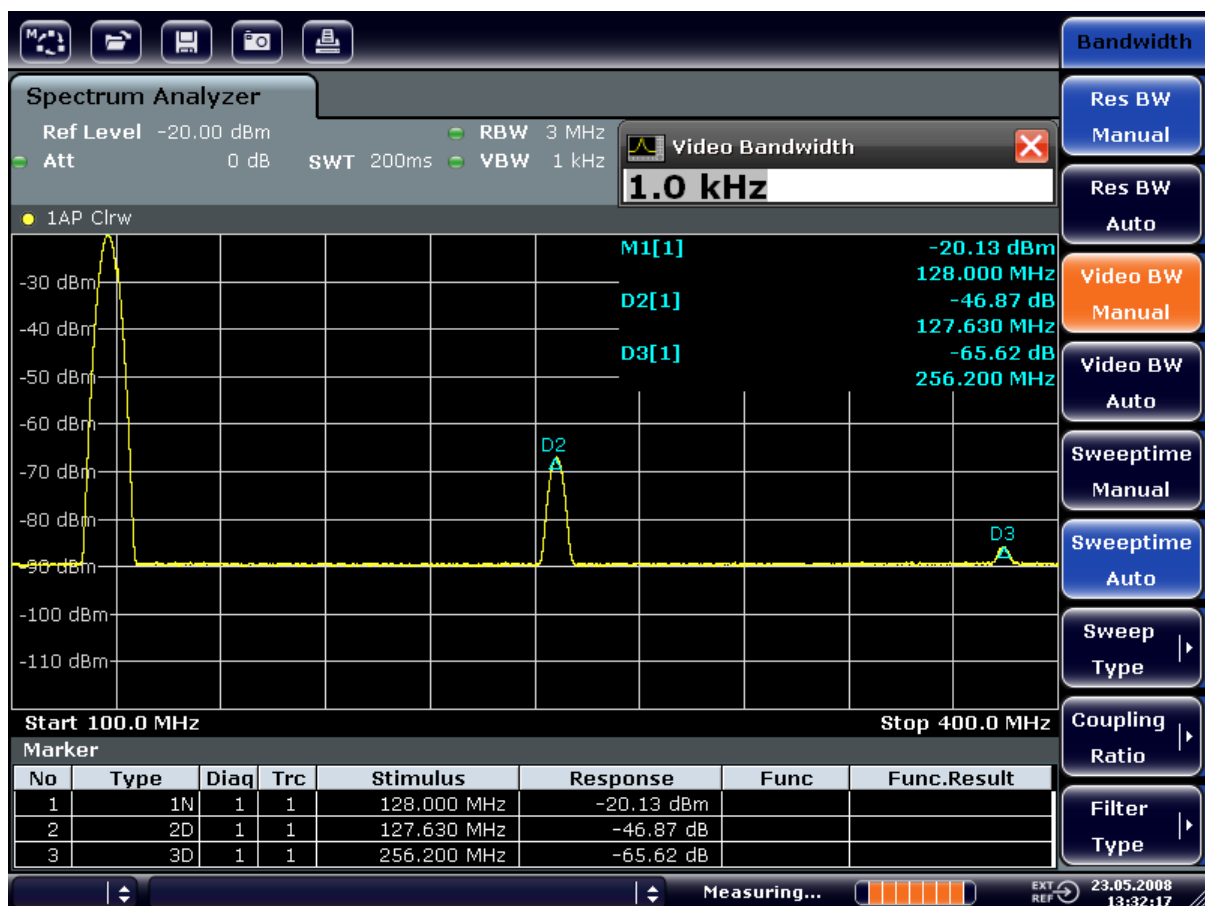 Bandwidth
Spectrum Analyzer
Ref Level -20.00 dBm RBW 3 MHz
Att 0 dB SWT 200ms VBW 1 kHz
Video Bandwidth
1.0 kHz
1AP Clrw
M1[1] -20.13 dBm
128.000 MHz
D2[1] -46.87 dB
127.630 MHz
D3[1] -65.62 dB
256.200 MHz
-30 dBm
-40 dBm
-50 dBm
-60 dBm
-70 dBm
-80 dBm
-90 dBm
-100 dBm
-110 dBm
D2
D3
Start 100.0 MHz Stop 400.0 MHz
Marker
No Type Diaq Trc Stimulus Response Func Func.Result
1 1N 1 1 128.000 MHz -20.13 dBm
2 2D 1 1 127.630 MHz -46.87 dB
3 3D 1 1 256.200 MHz -65.62 dB
Res BW
Manual
Res BW
Auto
Video BW
Manual
Video BW
Auto
Sweeptime
Manual
Sweeptime
Auto
Sweep
Type
Coupling
Ratio
Filter
Type
Measuring...
EXT
REF
23.05.2008
13:32:17
M